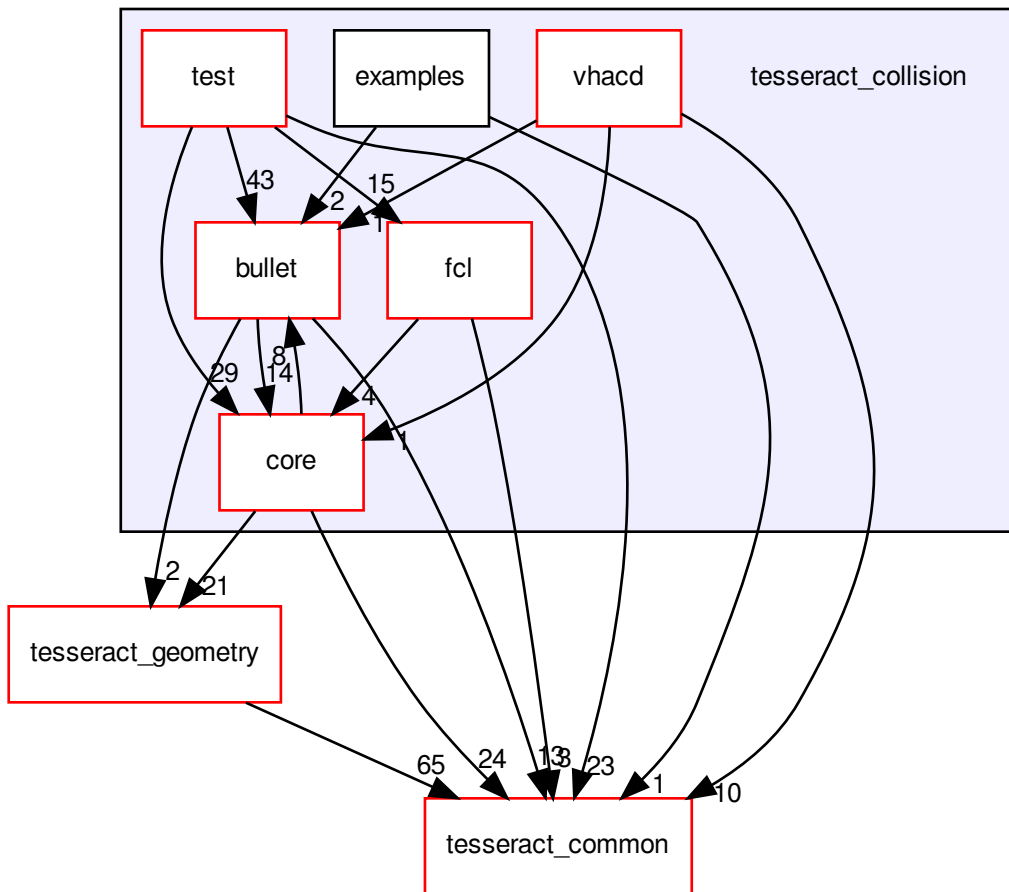 test
examples
vhacd
tesseract_collision
43
2
15
1
bullet
fcl
29
14
8
4
1
core
2
21
tesseract_geometry
65
24
13
3
23
1
10
tesseract_common